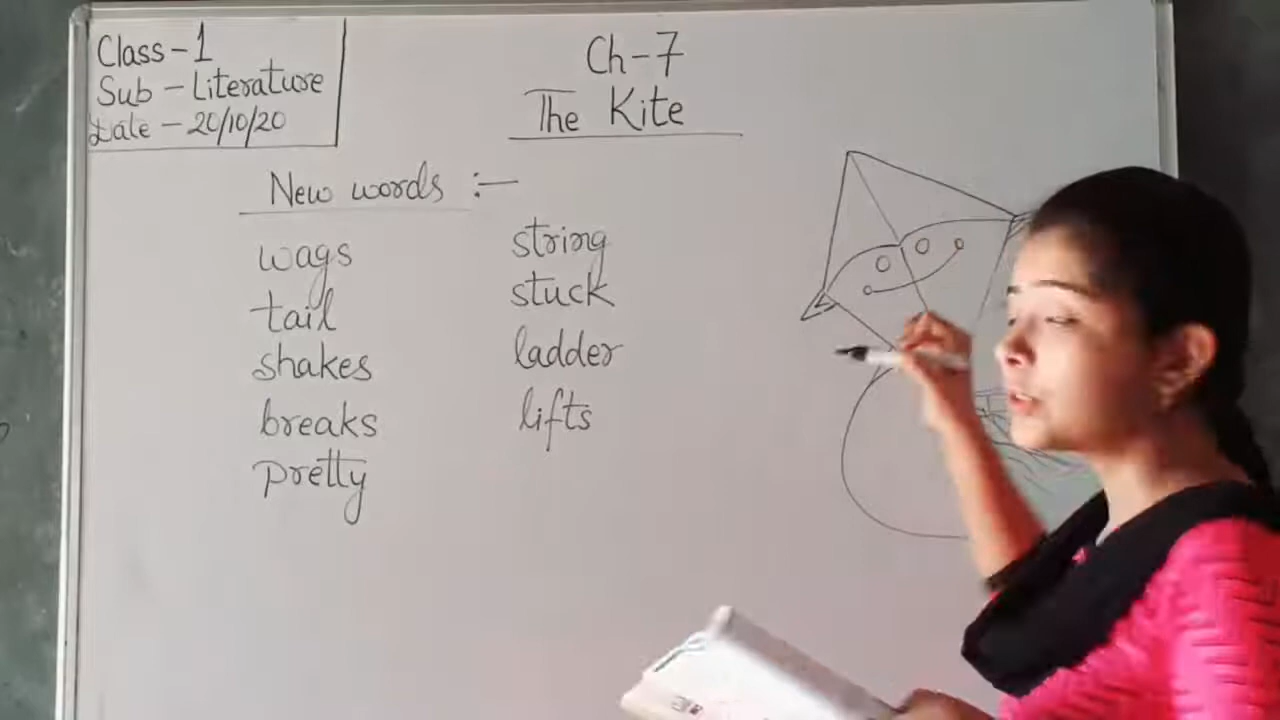 Class-1
Sub - Literature
Date - 20/10/20
Ch-7
The Kite
New words :-
wags
tail
shakes
breaks
pretty
string
stuck
ladder
lifts